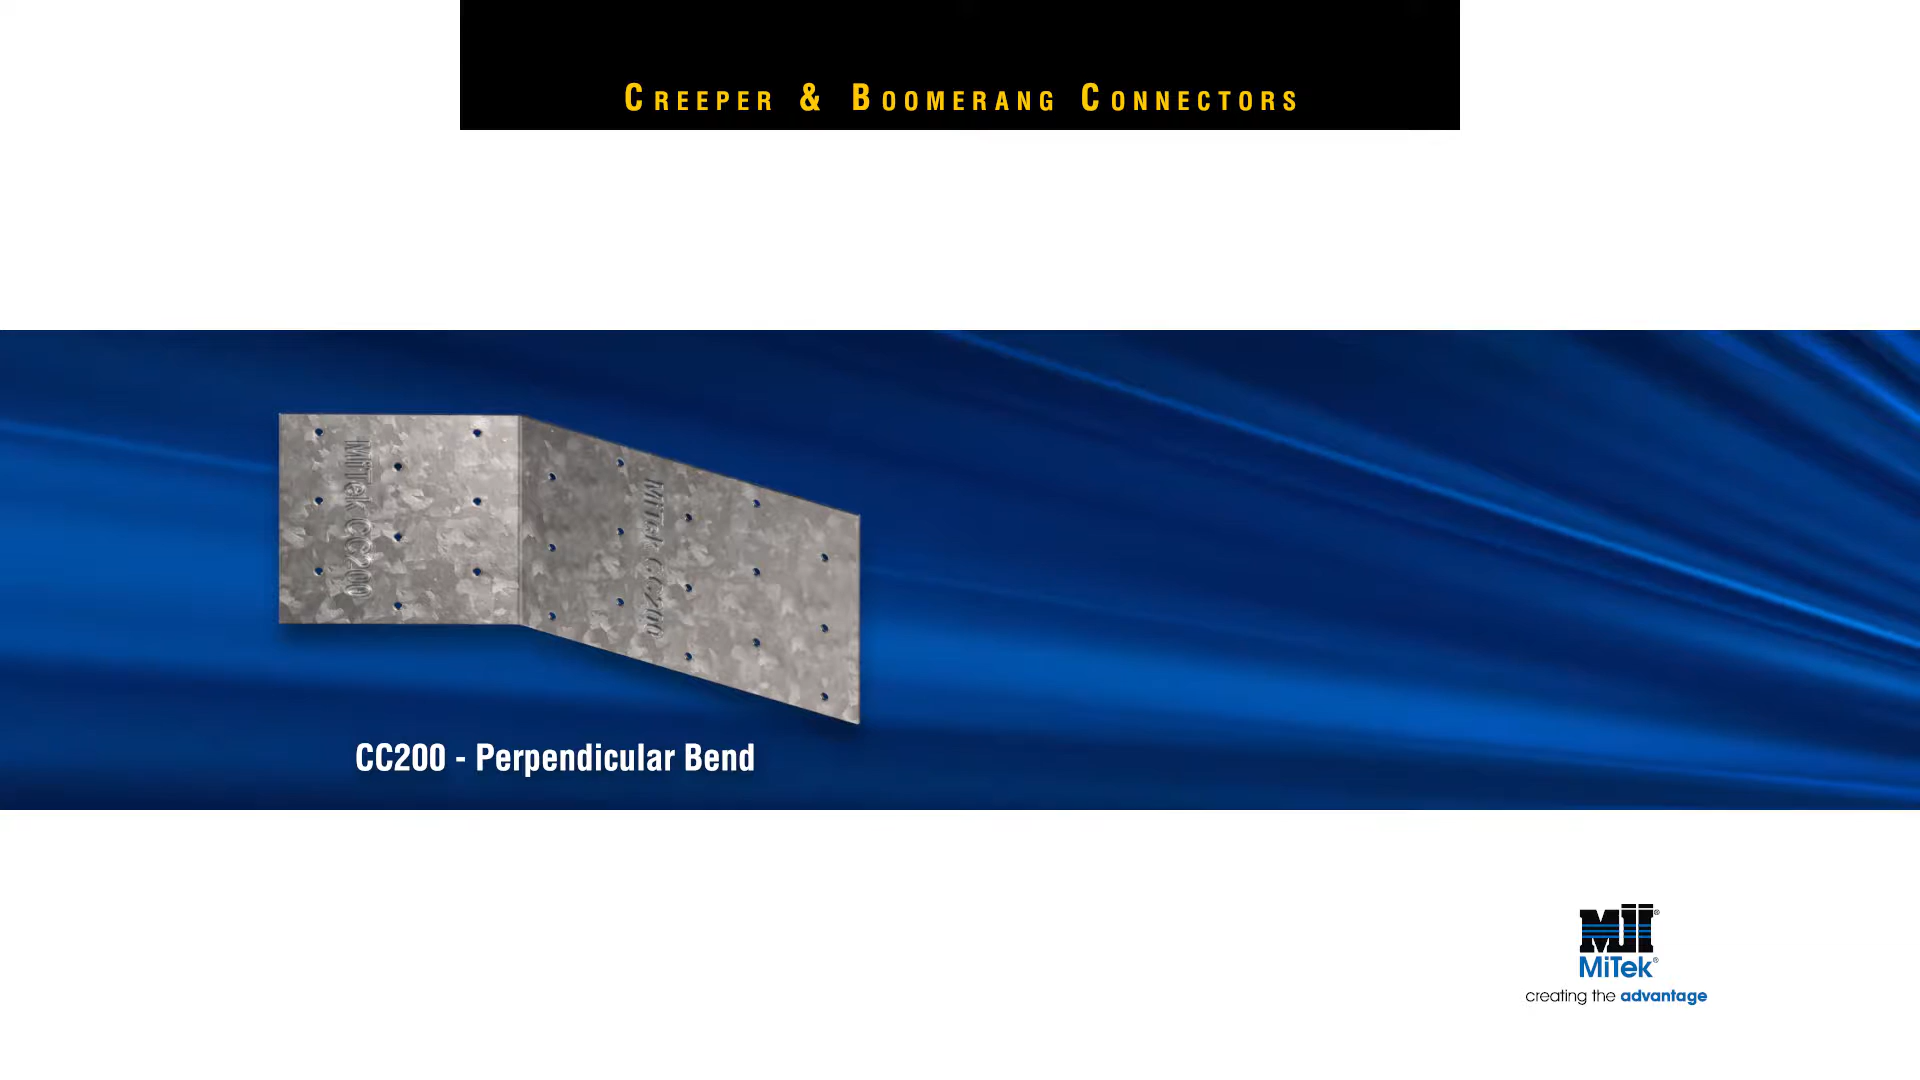 CREEPER & BOOMERANG CONNECTORS
MiTek CC200
MiTek CC200
CC200 - Perpendicular Bend
MiTek®
creating the advantage